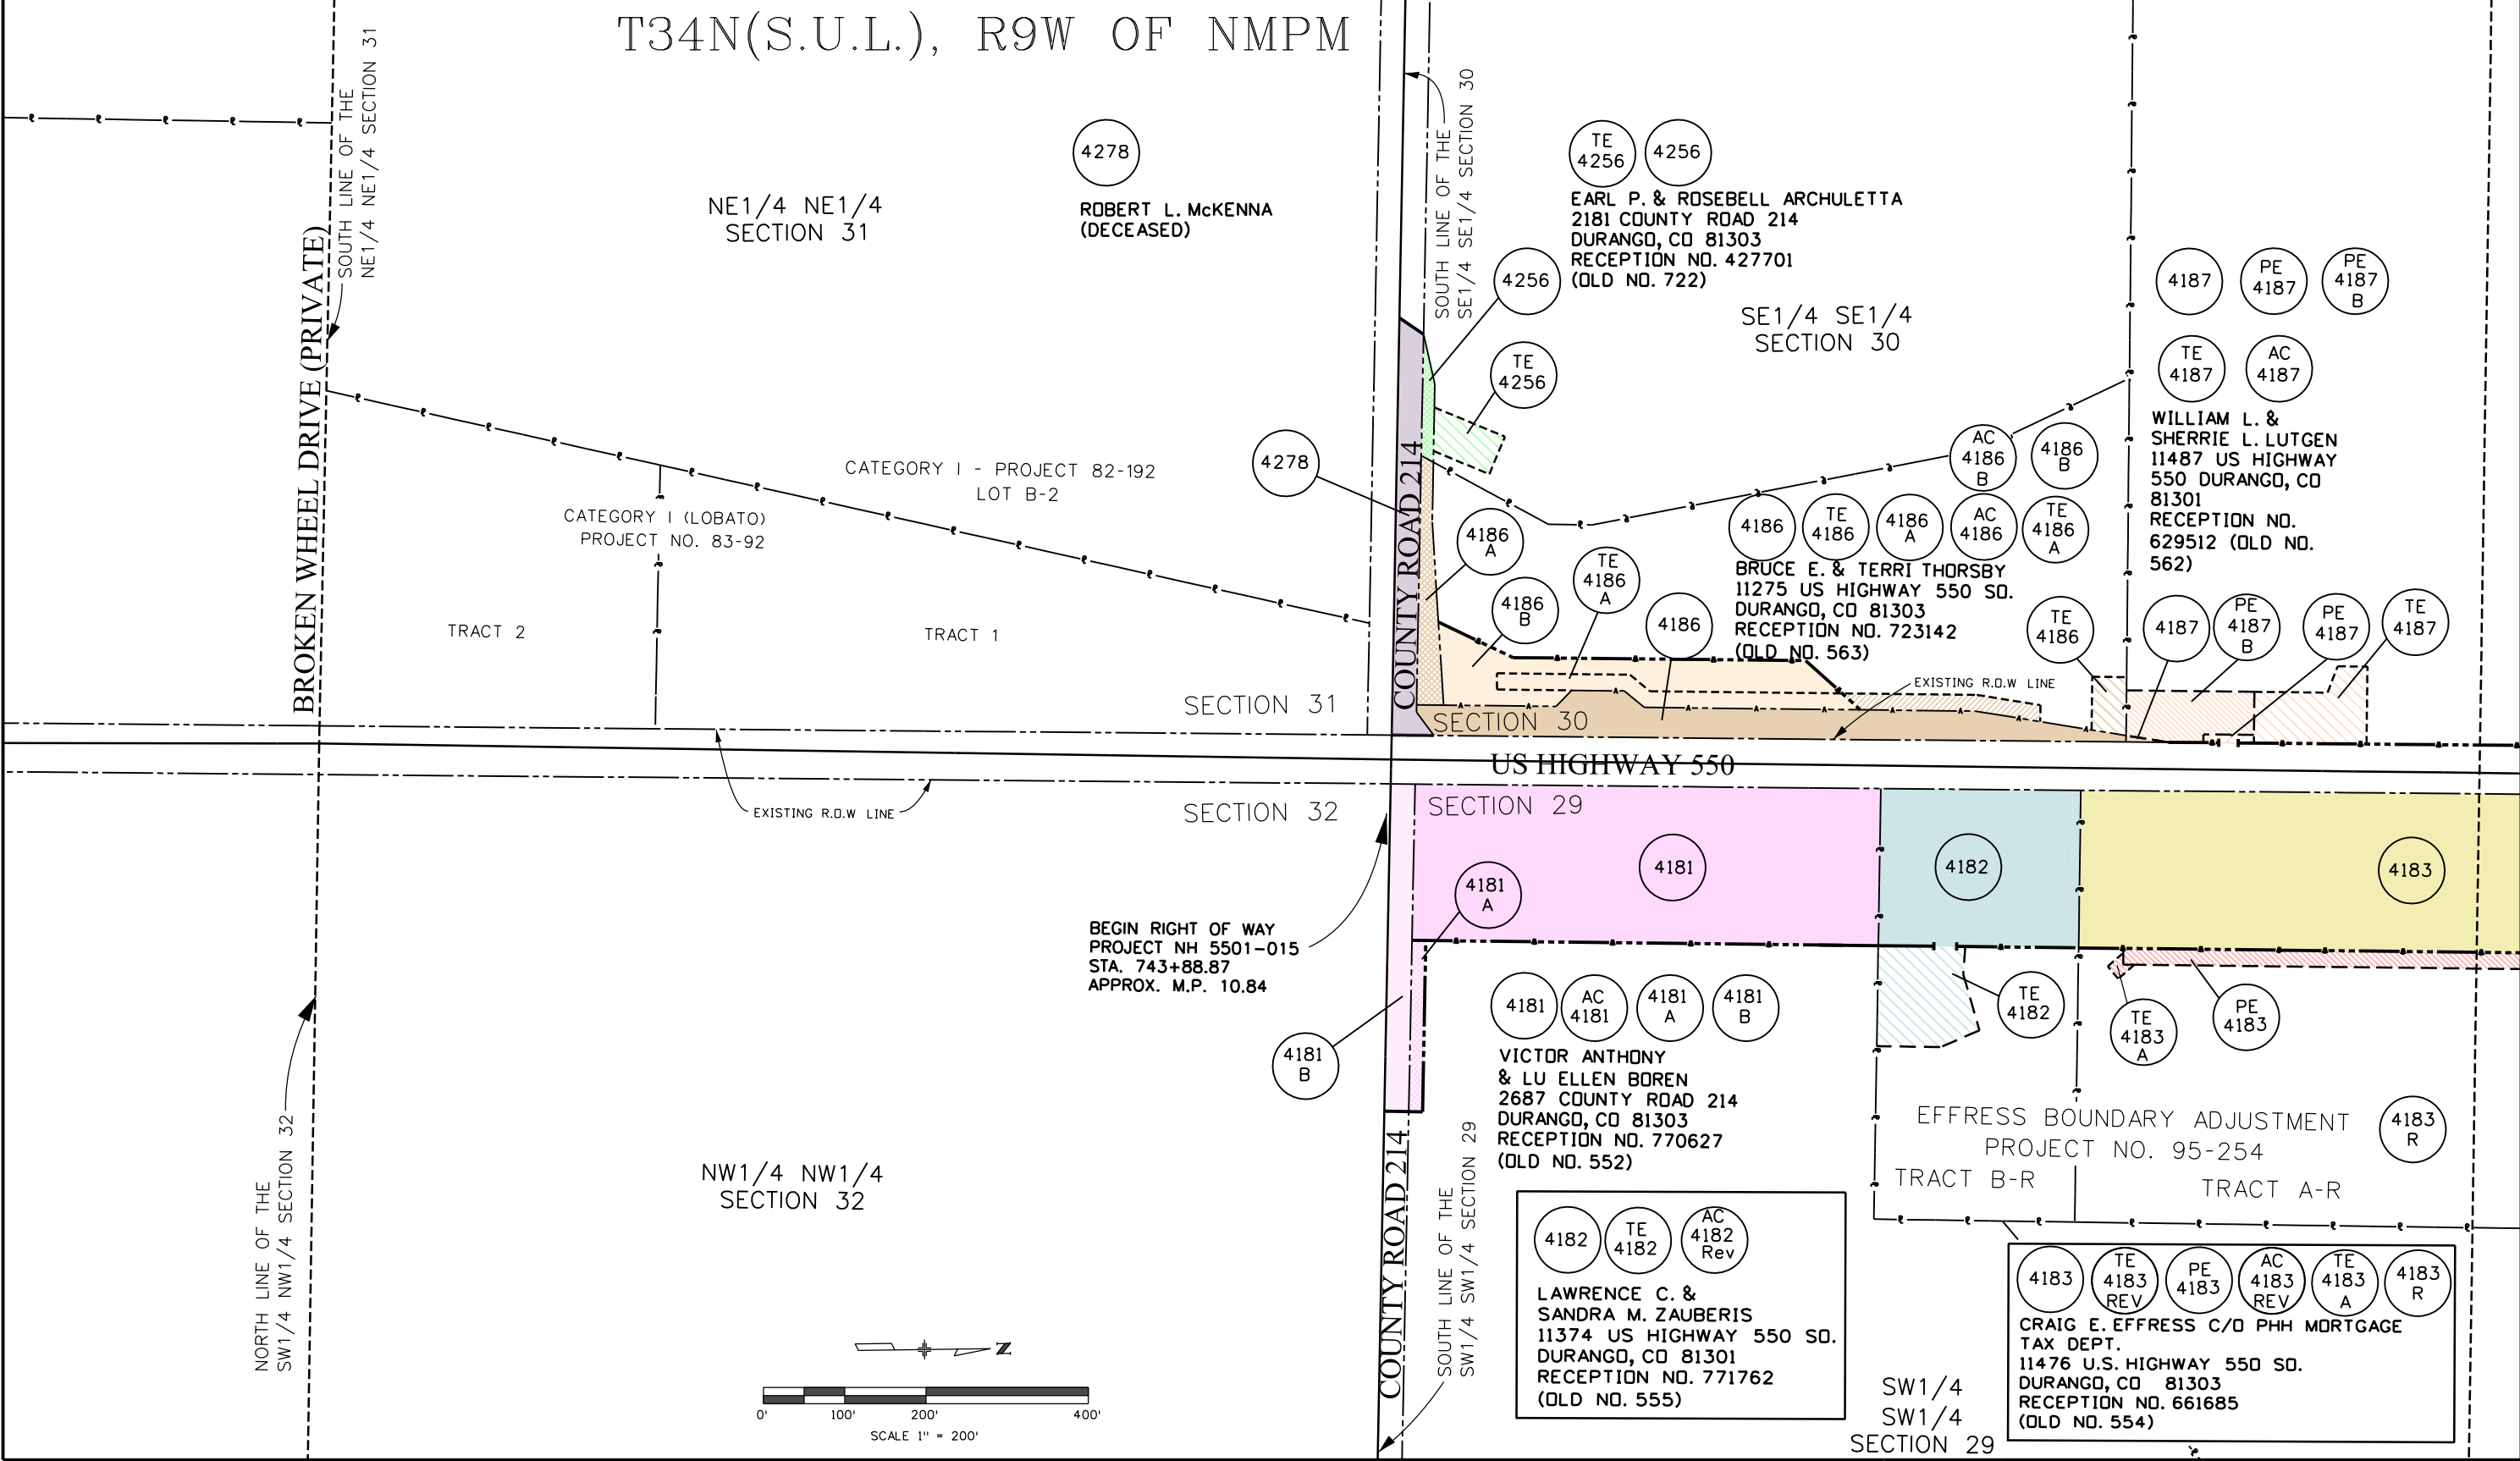 T34N(S.U.L.), R9W OF NMPM
SOUTH LINE OF THE
NE1/4 NE1/4 SECTION 31
BROKEN WHEEL DRIVE (PRIVATE)
NE1/4 NE1/4
SECTION 31
4278
ROBERT L. McKENNA
(DECEASED)
SOUTH LINE OF THE
SE1/4 SE1/4 SECTION 30
TE
4256
4256
EARL P. & ROSEBELL ARCHULETTA
2181 COUNTY ROAD 214
DURANGO, CO 81303
RECEPTION NO. 427701
(OLD NO. 722)
4256
TE
4256
SE1/4 SE1/4
SECTION 30
4187
PE
4187
PE
4187
B
TE
4187
AC
4187
WILLIAM L. &
SHERRIE L. LUTGEN
11487 US HIGHWAY
550 DURANGO, CO
81301
RECEPTION NO.
629512 (OLD NO.
562)
CATEGORY I - PROJECT 82-192
LOT B-2
CATEGORY I (LOBATO)
PROJECT NO. 83-92
TRACT 2
TRACT 1
4278
COUNTY ROAD 214
4186
A
4186
B
TE
4186
A
4186
AC
4186
B
4186
B
4186
TE
4186
4186
A
AC
4186
TE
4186
A
BRUCE E. & TERRI THORSBY
11275 US HIGHWAY 550 SO.
DURANGO, CO 81303
RECEPTION NO. 723142
(OLD NO. 563)
TE
4186
4187
PE
4187
B
PE
4187
TE
4187
EXISTING R.O.W LINE
SECTION 31
SECTION 30
US HIGHWAY 550
EXISTING R.O.W LINE
SECTION 32
SECTION 29
4181
A
4181
4182
4183
BEGIN RIGHT OF WAY
PROJECT NH 5501-015
STA. 743+88.87
APPROX. M.P. 10.84
4181
B
4181
AC
4181
4181
A
4181
B
VICTOR ANTHONY
& LU ELLEN BOREN
2687 COUNTY ROAD 214
DURANGO, CO 81303
RECEPTION NO. 770627
(OLD NO. 552)
TE
4182
TE
4183
A
PE
4183
EFFRESS BOUNDARY ADJUSTMENT
PROJECT NO. 95-254
TRACT B-R
TRACT A-R
4183
R
NORTH LINE OF THE
SW1/4 NW1/4 SECTION 32
NW1/4 NW1/4
SECTION 32
COUNTY ROAD 214
SOUTH LINE OF THE
SW1/4 SW1/4 SECTION 29
4182
TE
4182
AC
4182
Rev
LAWRENCE C. &
SANDRA M. ZAUBERIS
11374 US HIGHWAY 550 SO.
DURANGO, CO 81301
RECEPTION NO. 771762
(OLD NO. 555)
4183
TE
4183
REV
PE
4183
AC
4183
REV
TE
4183
A
4183
R
CRAIG E. EFFRESS C/O PHH MORTGAGE
TAX DEPT.
11476 U.S. HIGHWAY 550 SO.
DURANGO, CO 81303
RECEPTION NO. 661685
(OLD NO. 554)
SW1/4
SW1/4
SECTION 29
N
0' 100' 200' 400'
SCALE 1" = 200'